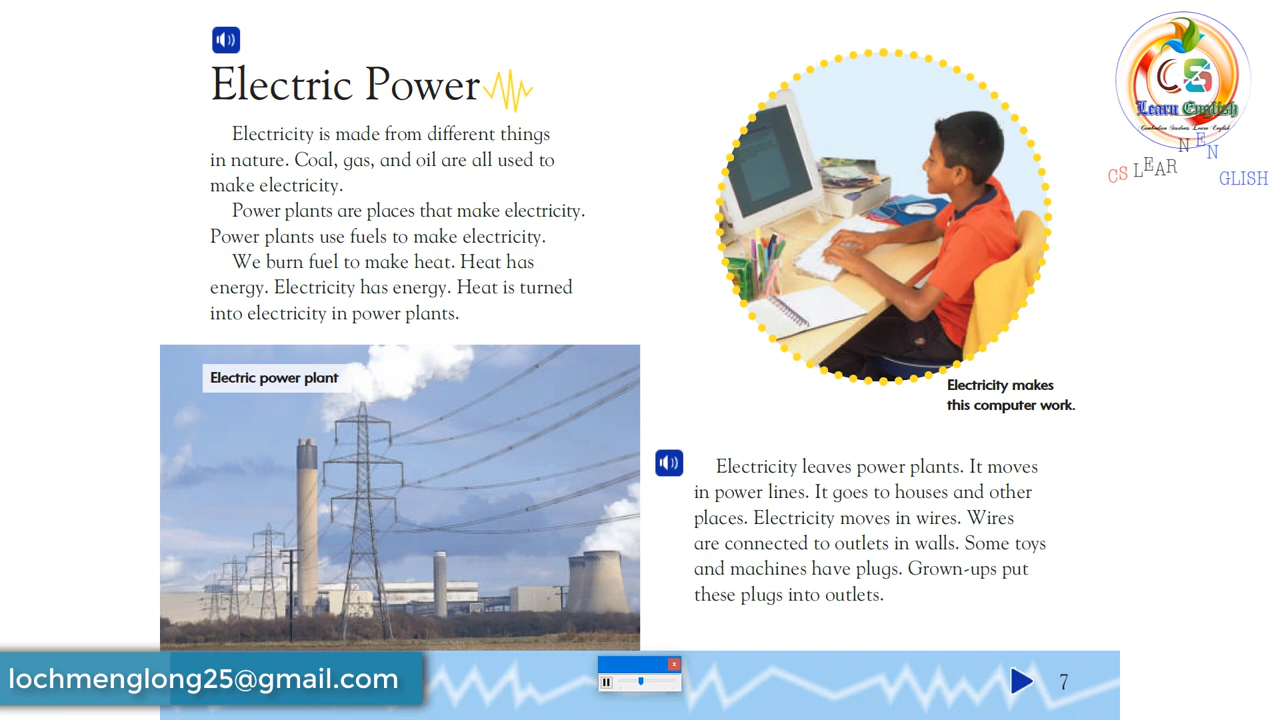 Electric Power
Electricity is made from different things
in nature. Coal, gas, and oil are all used to
make electricity.
Power plants are places that make electricity.
Power plants use fuels to make electricity.
We burn fuel to make heat. Heat has
energy. Electricity has energy. Heat is turned
into electricity in power plants.
Electric power plant
Electricity makes
this computer work.
Electricity leaves power plants. It moves
in power lines. It goes to houses and other
places. Electricity moves in wires. Wires
are connected to outlets in walls. Some toys
and machines have plugs. Grown-ups put
these plugs into outlets.
7
lochmenglong25@gmail.com
CS
Learn English
Cambodian Students Learn English
CS LEARN ENGLISH